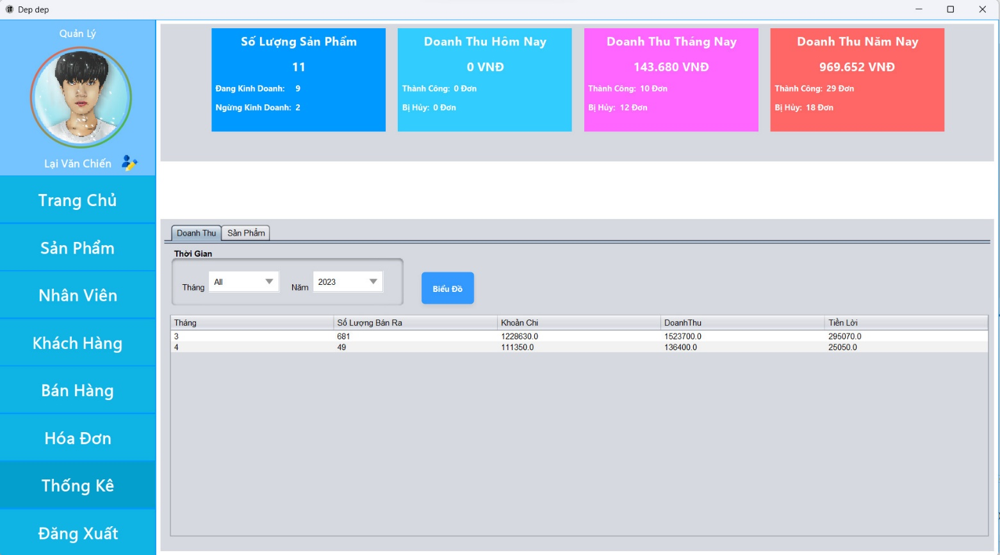 Dep dep
Quản Lý
Lại Văn Chiến
Trang Chủ
Sản Phẩm
Nhân Viên
Khách Hàng
Bán Hàng
Hóa Đơn
Thống Kê
Đăng Xuất
Số Lượng Sản Phẩm
11
Đang Kinh Doanh: 9
Ngừng Kinh Doanh: 2
Doanh Thu Hôm Nay
0 VNĐ
Thành Công: 0 Đơn
Bị Hủy: 0 Đơn
Doanh Thu Tháng Nay
143.680 VNĐ
Thành Công: 10 Đơn
Bị Hủy: 12 Đơn
Doanh Thu Năm Nay
969.652 VNĐ
Thành Công: 29 Đơn
Bị Hủy: 18 Đơn
Doanh Thu Sản Phẩm
Thời Gian
Tháng All Năm 2023 Biểu Đồ
Tháng Số Lượng Bán Ra Khoản Chi DoanhThu Tiền Lời
3 681 1228630.0 1523700.0 295070.0
4 49 111350.0 136400.0 25050.0